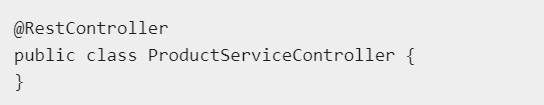 @RestController
public class ProductServiceController {
}